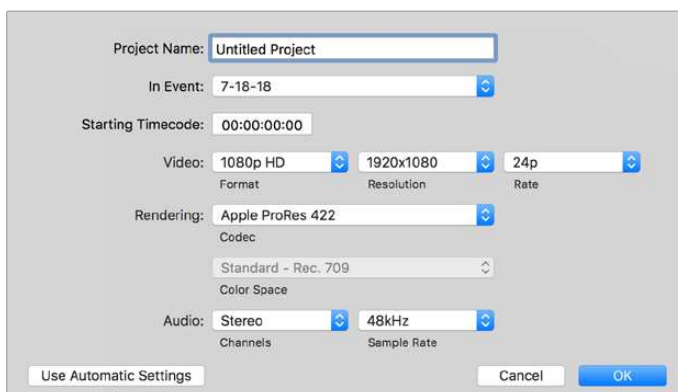 Project Name: Untitled Project
In Event: 7-18-18
Starting Timecode: 00:00:00:00
Video: 1080p HD 1920x1080 24p
Format Resolution Rate
Rendering: Apple ProRes 422
Codec
Standard - Rec. 709
Color Space
Audio: Stereo 48kHz
Channels Sample Rate
Use Automatic Settings Cancel OK